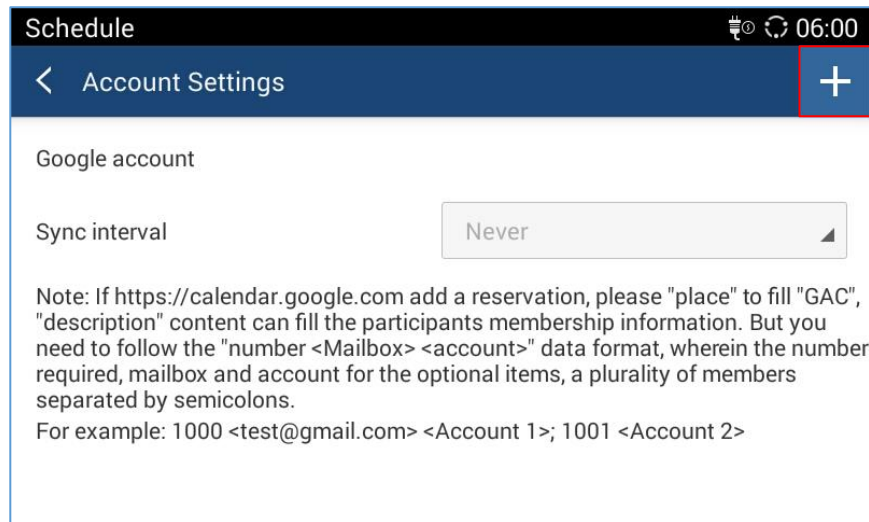 Schedule 06:00
Account Settings
Google account
Sync interval Never
Note: If https://calendar.google.com add a reservation, please "place" to fill "GAC",
"description" content can fill the participants membership information. But you
need to follow the "number <Mailbox> <account>" data format, wherein the number
required, mailbox and account for the optional items, a plurality of members
separated by semicolons.
For example: 1000 <test@gmail.com> <Account 1>; 1001 <Account 2>